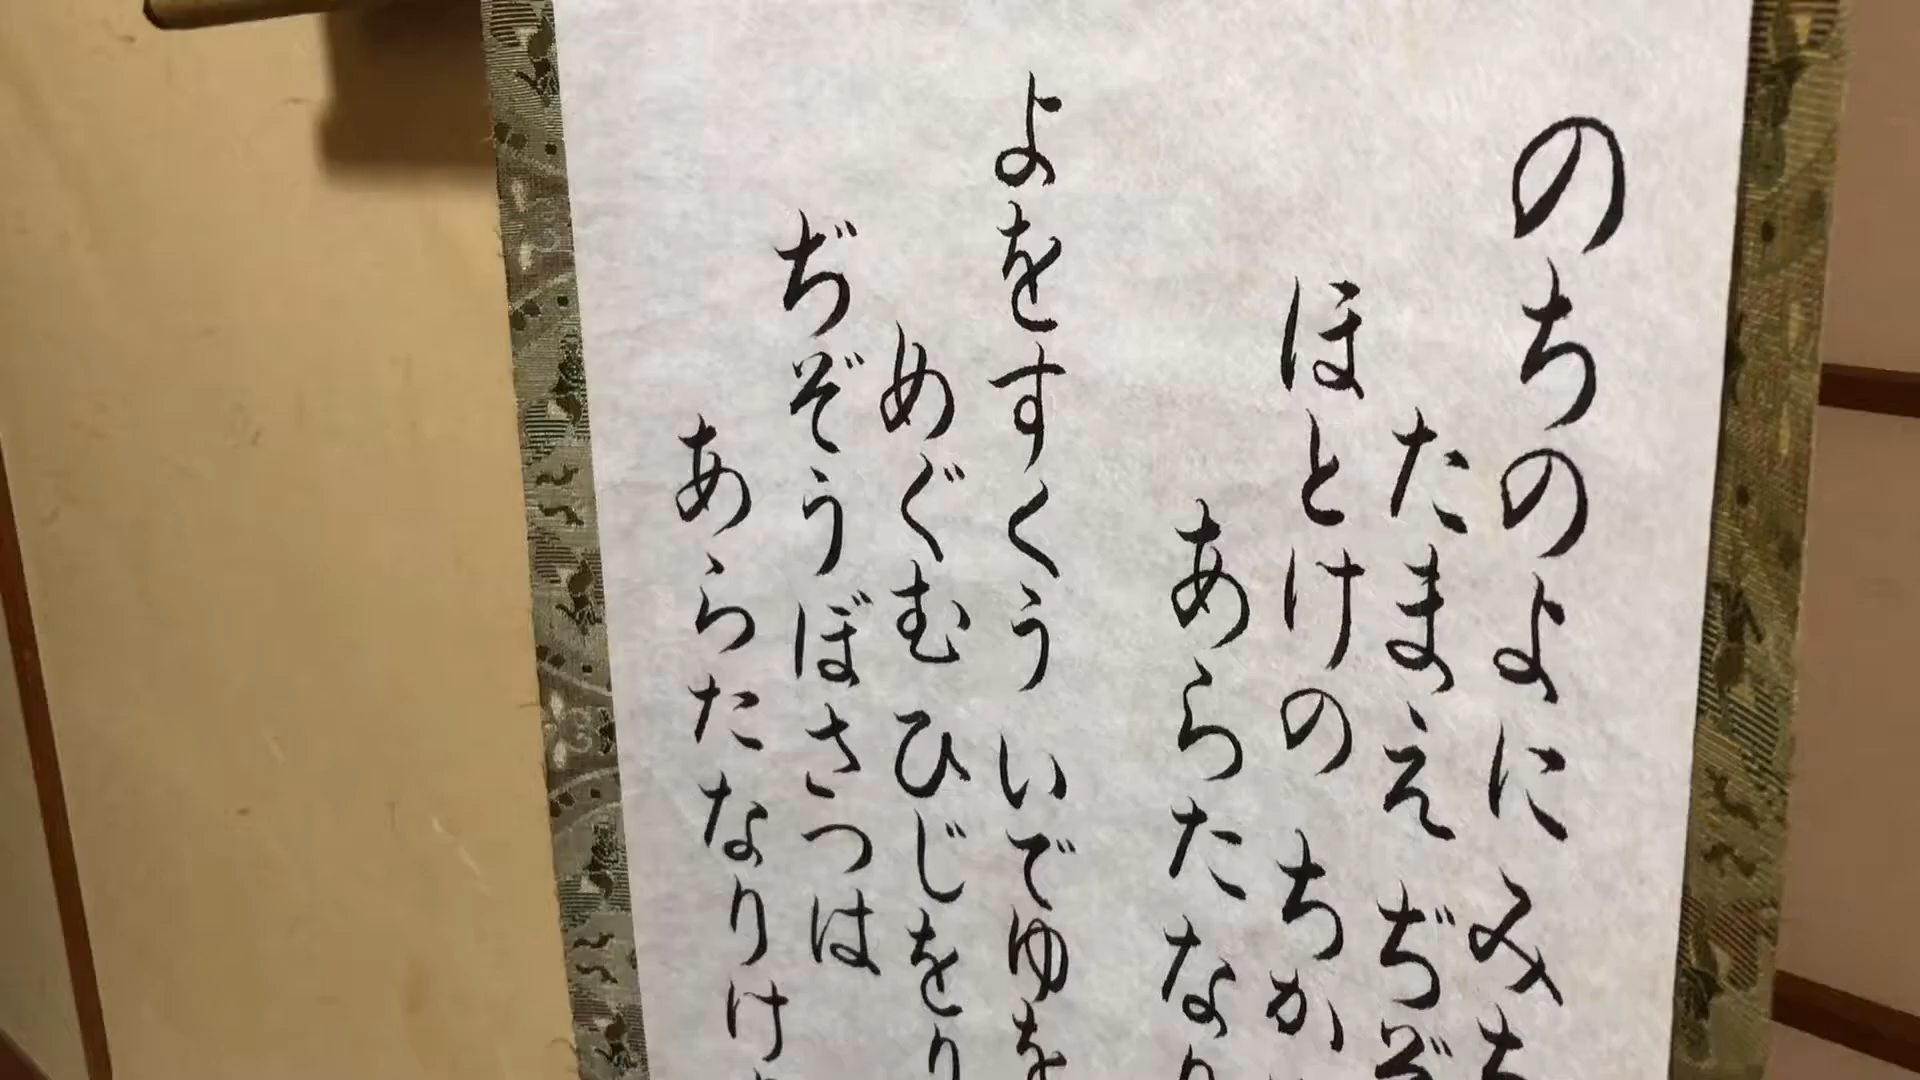 のちのよに みち
たまえ ぢぞ
ほとけの ちか
あらたなり
よをすくう いでゆを
めぐむ ひじをり
ぢぞうぼさつは
あらたなりけ